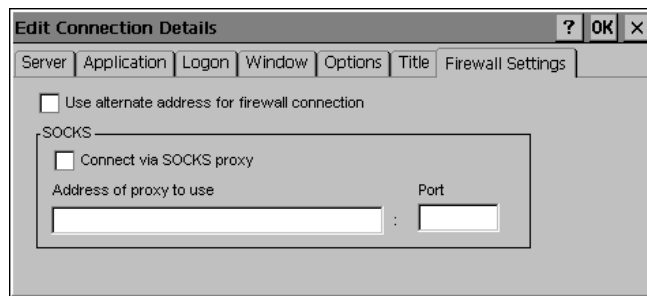 Edit Connection Details ? OK ×
Server Application Logon Window Options Title Firewall Settings
Use alternate address for firewall connection
SOCKS
Connect via SOCKS proxy
Address of proxy to use Port
: